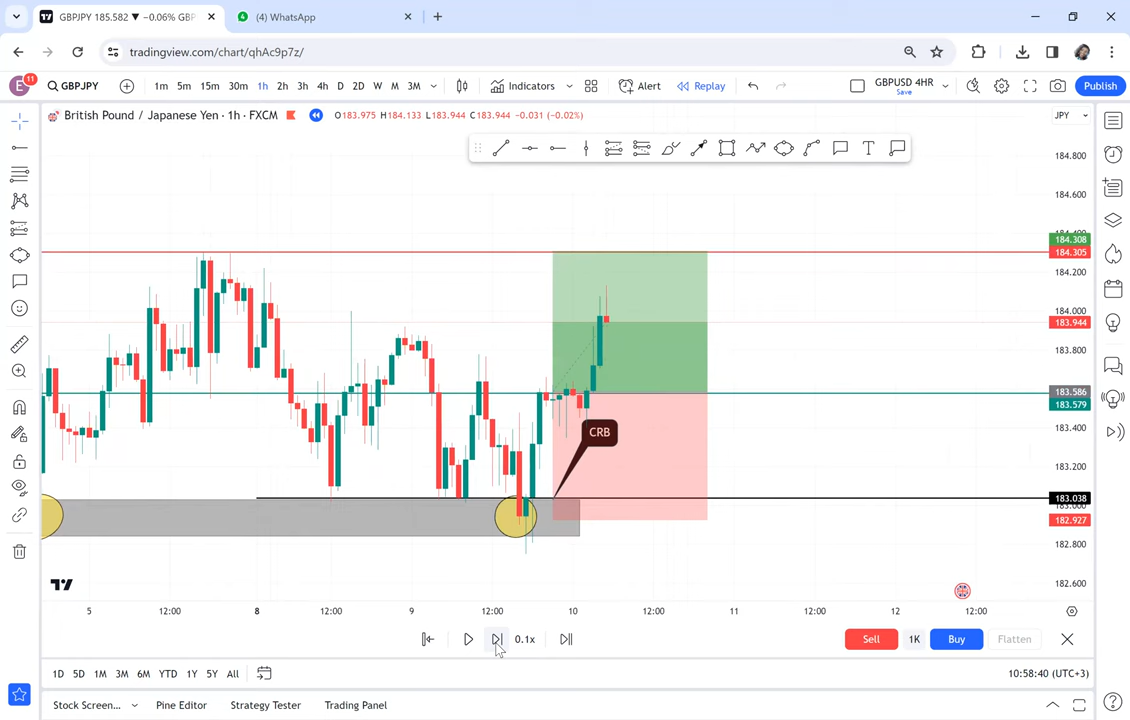 GBPJPY 185.582 ▼ −0.06% GBP
4
(4) WhatsApp
tradingview.com/chart/qhAc9p7z/
E
11
GBPJPY
1m 5m 15m 30m 1h 2h 3h 4h D 2D W M 3M
Indicators
Alert
Replay
GBPUSD 4HR
Save
Publish
British Pound / Japanese Yen · 1h · FXCM
O183.975 H184.133 L183.944 C183.944 −0.031 (−0.02%)
JPY
184.800
184.600
184.308
184.305
184.200
184.000
183.944
183.800
183.586
183.579
183.400
CRB
183.200
183.038
182.927
182.800
182.600
5 12:00 8 12:00 9 12:00 10 12:00 11 12:00 12 12:00
0.1x
Sell 1K Buy Flatten
1D 5D 1M 3M 6M YTD 1Y 5Y All
10:58:40 (UTC+3)
Stock Screen... Pine Editor Strategy Tester Trading Panel